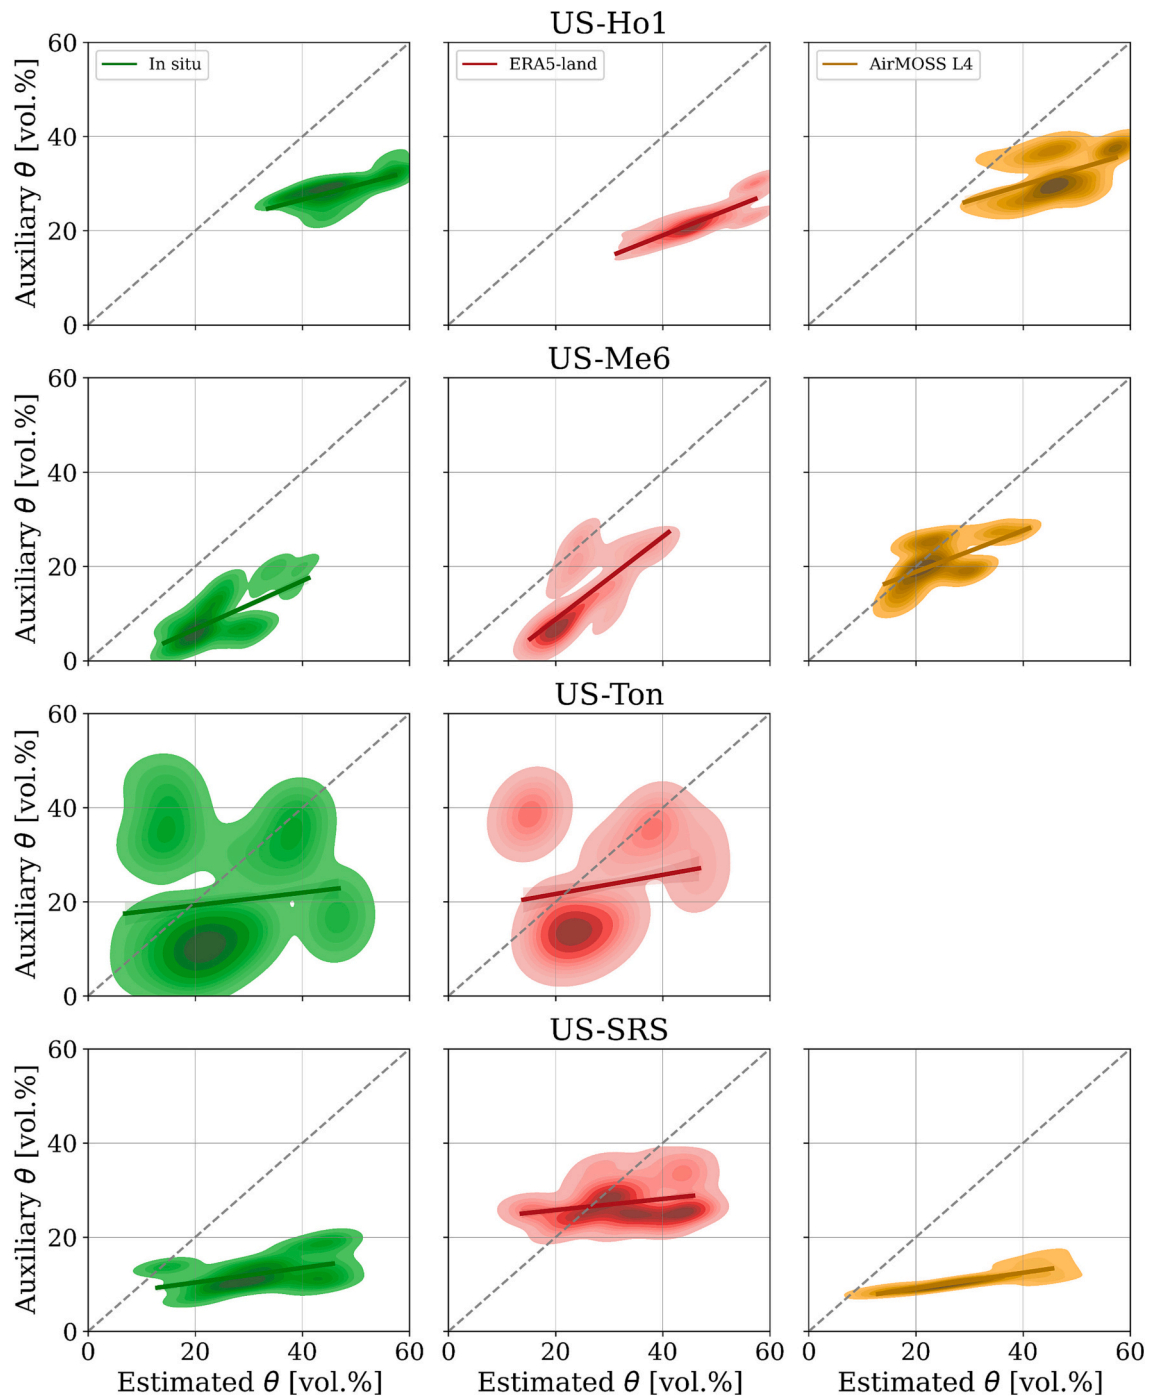 US-Ho1
In situ
ERA5-land
AirMOSS L4
Auxiliary θ [vol.%]
60
40
20
0
US-Me6
Auxiliary θ [vol.%]
60
40
20
0
US-Ton
Auxiliary θ [vol.%]
60
40
20
0
US-SRS
Auxiliary θ [vol.%]
60
40
20
0
0 20 40 60 0 20 40 60 0 20 40 60
Estimated θ [vol.%] Estimated θ [vol.%] Estimated θ [vol.%]